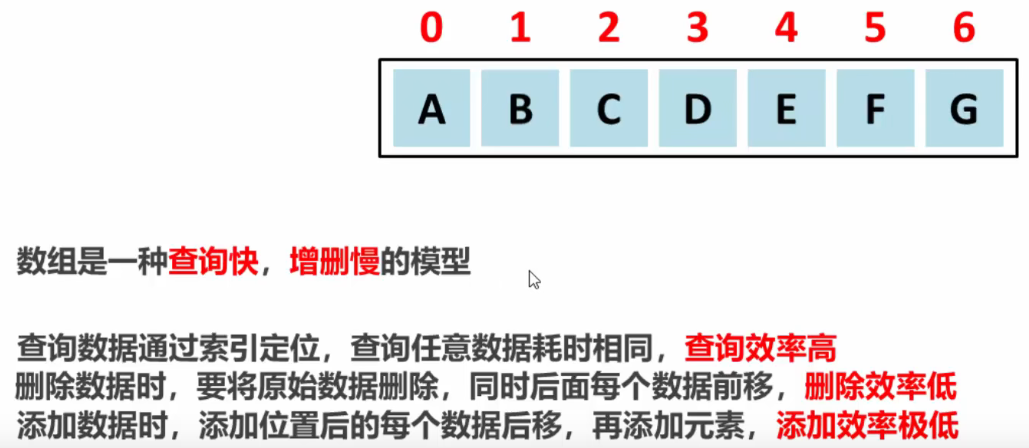 0 1 2 3 4 5 6
A B C D E F G
数组是一种查询快，增删慢的模型
查询数据通过索引定位，查询任意数据耗时相同，查询效率高
删除数据时，要将原始数据删除，同时后面每个数据前移，删除效率低
添加数据时，添加位置后的每个数据后移，再添加元素，添加效率极低